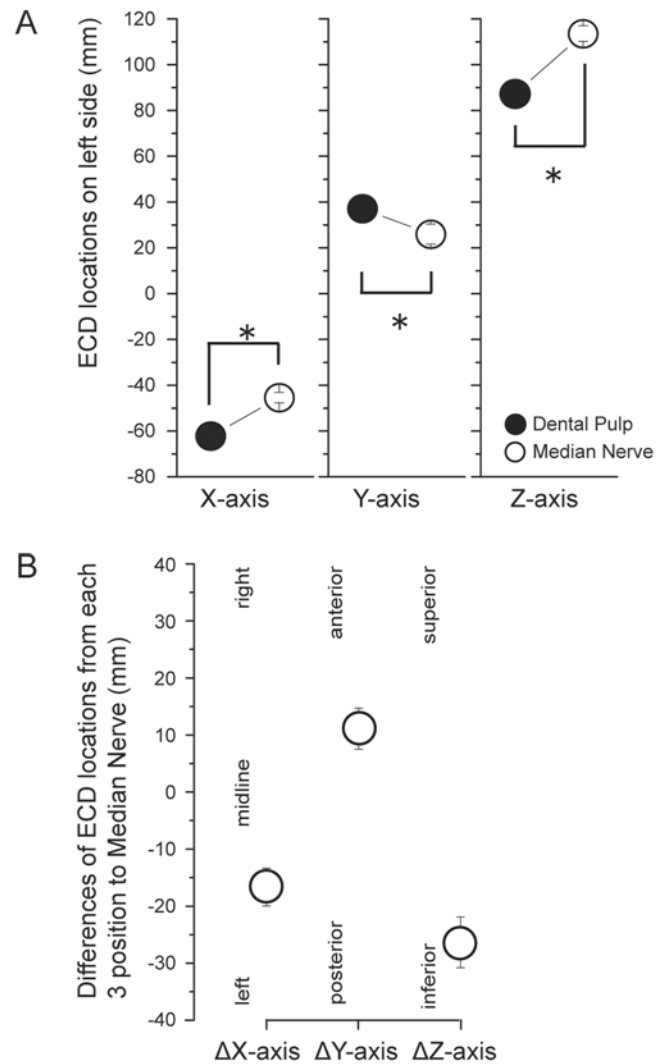 A
ECD locations on left side (mm)
120
100
80
60
40
20
0
-20
-40
-60
-80
*
*
*
Dental Pulp
Median Nerve
X-axis
Y-axis
Z-axis
B
Differences of ECD locations from each
3 position to Median Nerve (mm)
40
30
20
10
0
-10
-20
-30
-40
right
midline
left
anterior
posterior
superior
inferior
ΔX-axis
ΔY-axis
ΔZ-axis